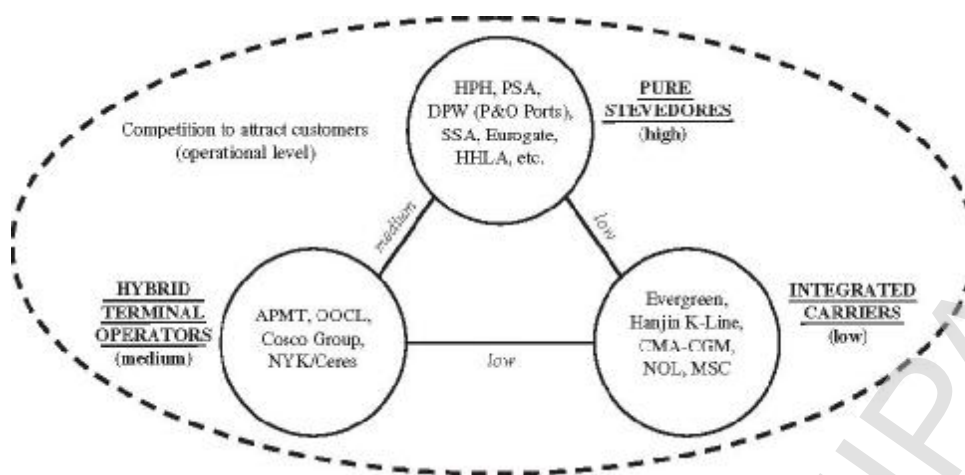 HPH, PSA,
DPW (P&O Ports),
SSA, Eurogate,
HHLA, etc.
PURE
STEVEDORES
(high)
Competition to attract customers
(operational level)
medium
low
HYBRID
TERMINAL
OPERATORS
(medium)
APMT, OOCL,
Cosco Group,
NYK/Ceres
low
Evergreen,
Hanjin K-Line,
CMA-CGM,
NOL, MSC
INTEGRATED
CARRIERS
(low)